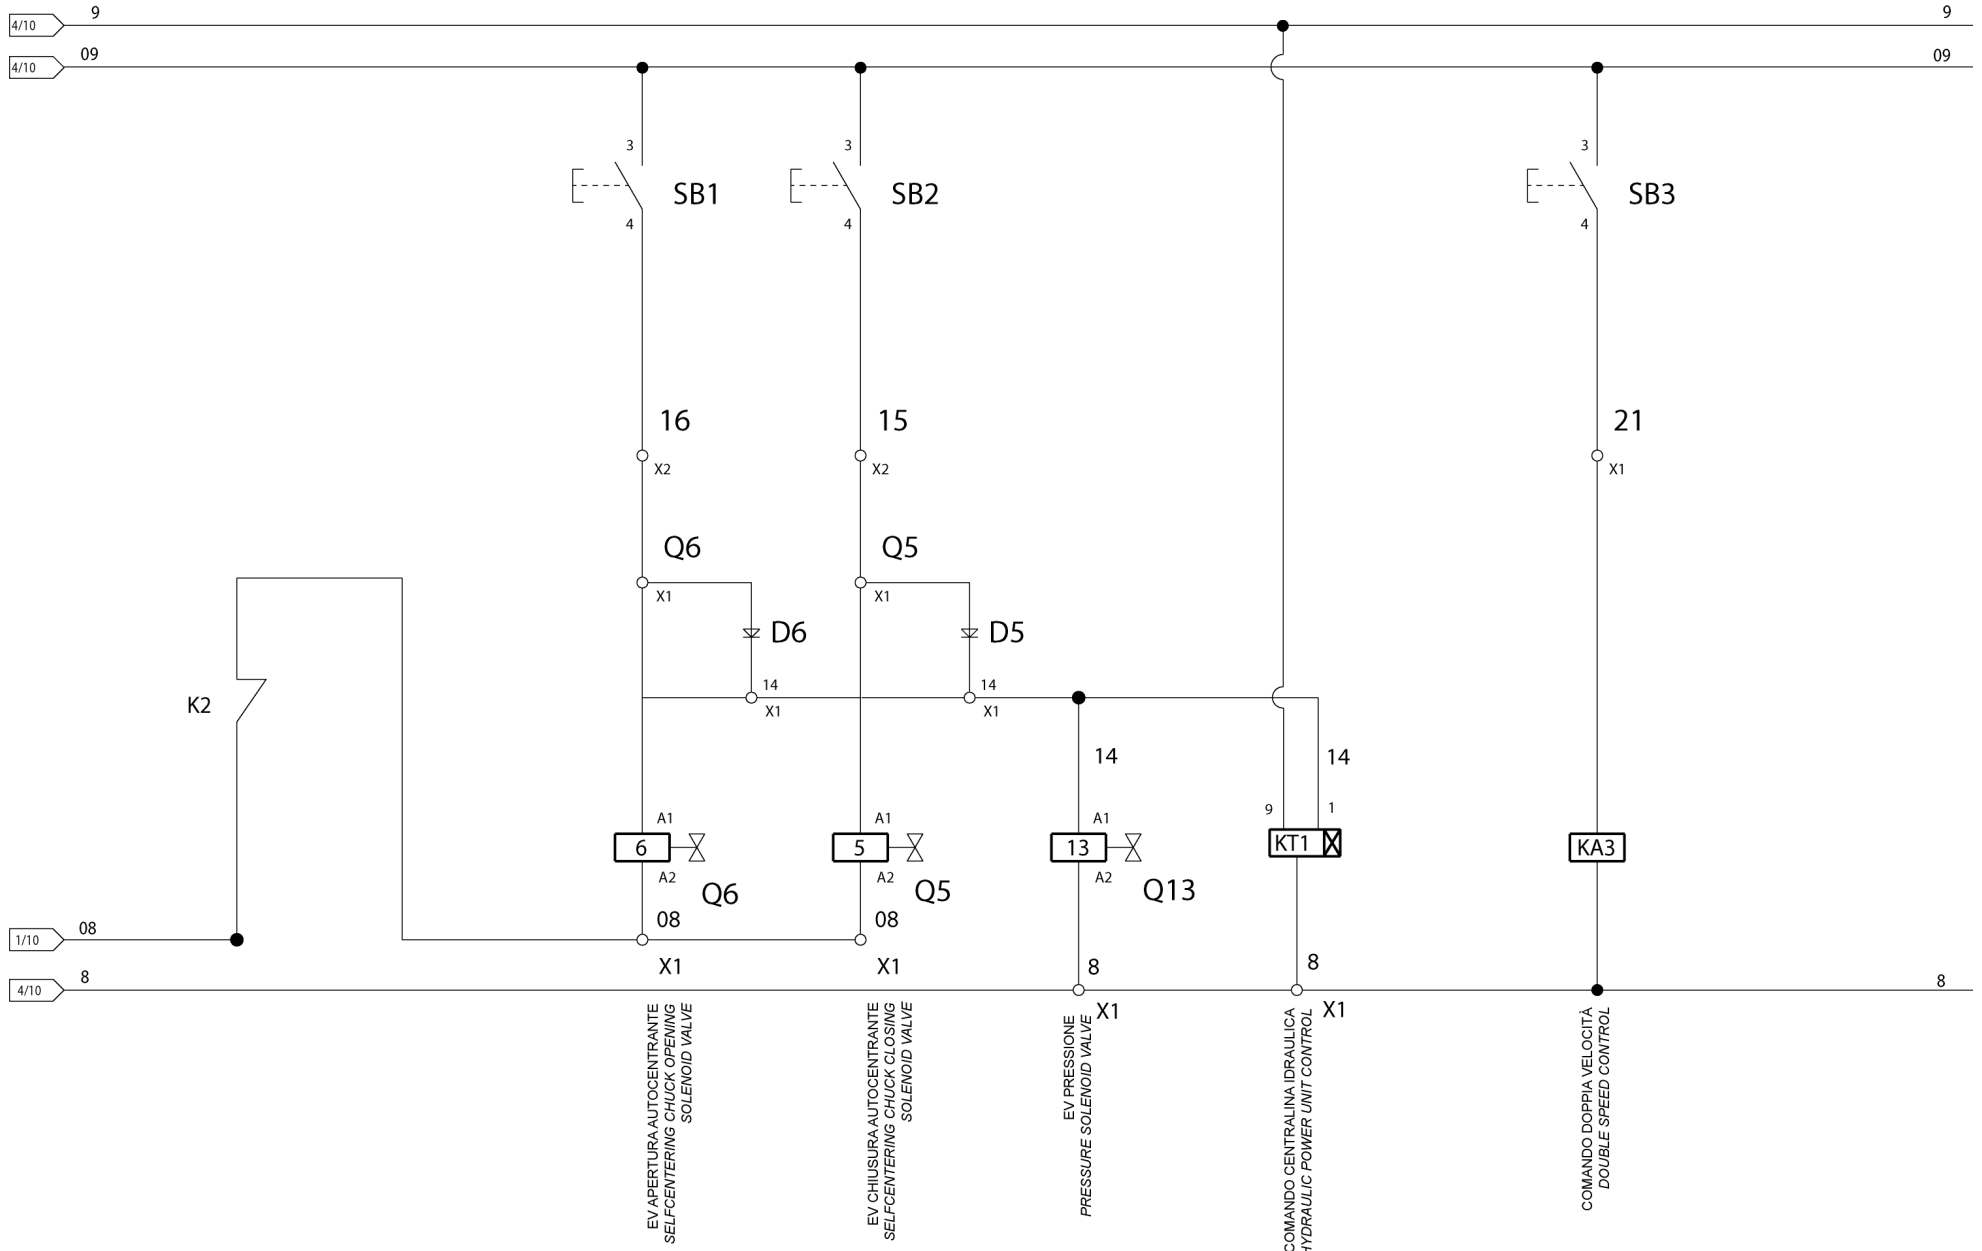 4/10 9 9
4/10 09 09
3 3 3
SB1 SB2 SB3
4 4 4
16 15 21
X2 X2 X1
Q6 Q5
X1 X1
D6 D5
14 14
X1 X1
K2
14 14
A1 A1 A1 9 1
6 5 13 KT1 KA3
A2 A2 A2
Q6 Q5 Q13
1/10 08 08 08
X1 X1
4/10 8 8 8 8
X1 X1
EV APERTURA AUTOCENTRANTE
SELFCENTERING CHUCK OPENING
SOLENOID VALVE
EV CHIUSURA AUTOCENTRANTE
SELFCENTERING CHUCK CLOSING
SOLENOID VALVE
EV PRESSIONE
PRESSURE SOLENOID VALVE
COMANDO CENTRALINA IDRAULICA
HYDRAULIC POWER UNIT CONTROL
COMANDO DOPPIA VELOCITÀ
DOUBLE SPEED CONTROL